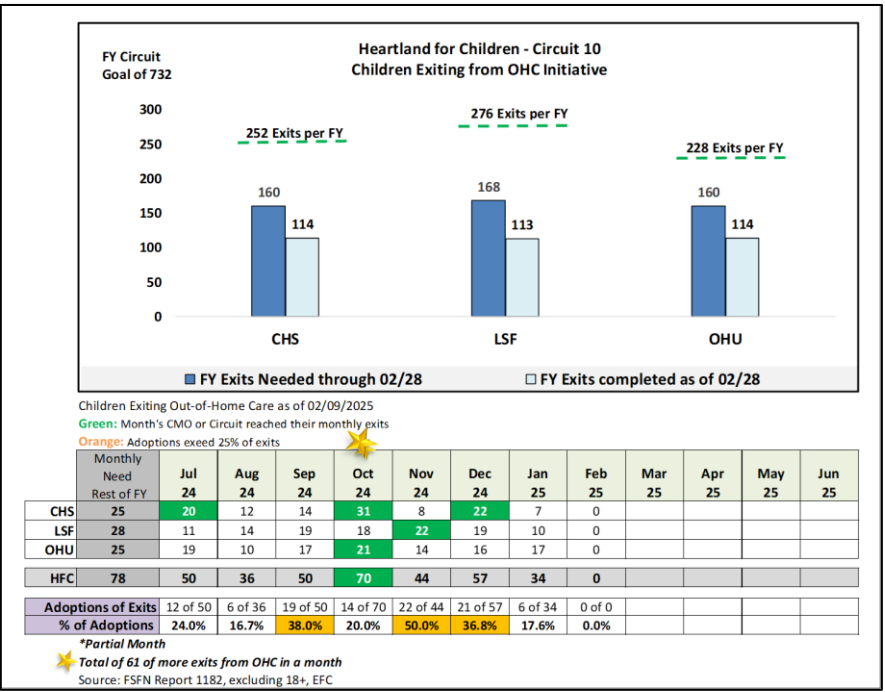 FY Circuit
Goal of 732
Heartland for Children - Circuit 10
Children Exiting from OHC Initiative
300
250
200
150
100
50
0
252 Exits per FY
276 Exits per FY
228 Exits per FY
160
114
168
113
160
114
CHS
LSF
OHU
FY Exits Needed through 02/28
FY Exits completed as of 02/28
Children Exiting Out-of-Home Care as of 02/09/2025
Green: Month's CMO or Circuit reached their monthly exits
Orange: Adoptions exeed 25% of exits
Monthly Need Rest of FY Jul 24 Aug 24 Sep 24 Oct 24 Nov 24 Dec 24 Jan 25 Feb 25 Mar 25 Apr 25 May 25 Jun 25
CHS 25 20 12 14 31 8 22 7 0
LSF 28 11 14 19 18 22 19 10 0
OHU 25 19 10 17 21 14 16 17 0
HFC 78 50 36 50 70 44 57 34 0
Adoptions of Exits 12 of 50 6 of 36 19 of 50 14 of 70 22 of 44 21 of 57 6 of 34 0 of 0
% of Adoptions 24.0% 16.7% 38.0% 20.0% 50.0% 36.8% 17.6% 0.0%
*Partial Month
Total of 61 of more exits from OHC in a month
Source: FSFN Report 1182, excluding 18+, EFC